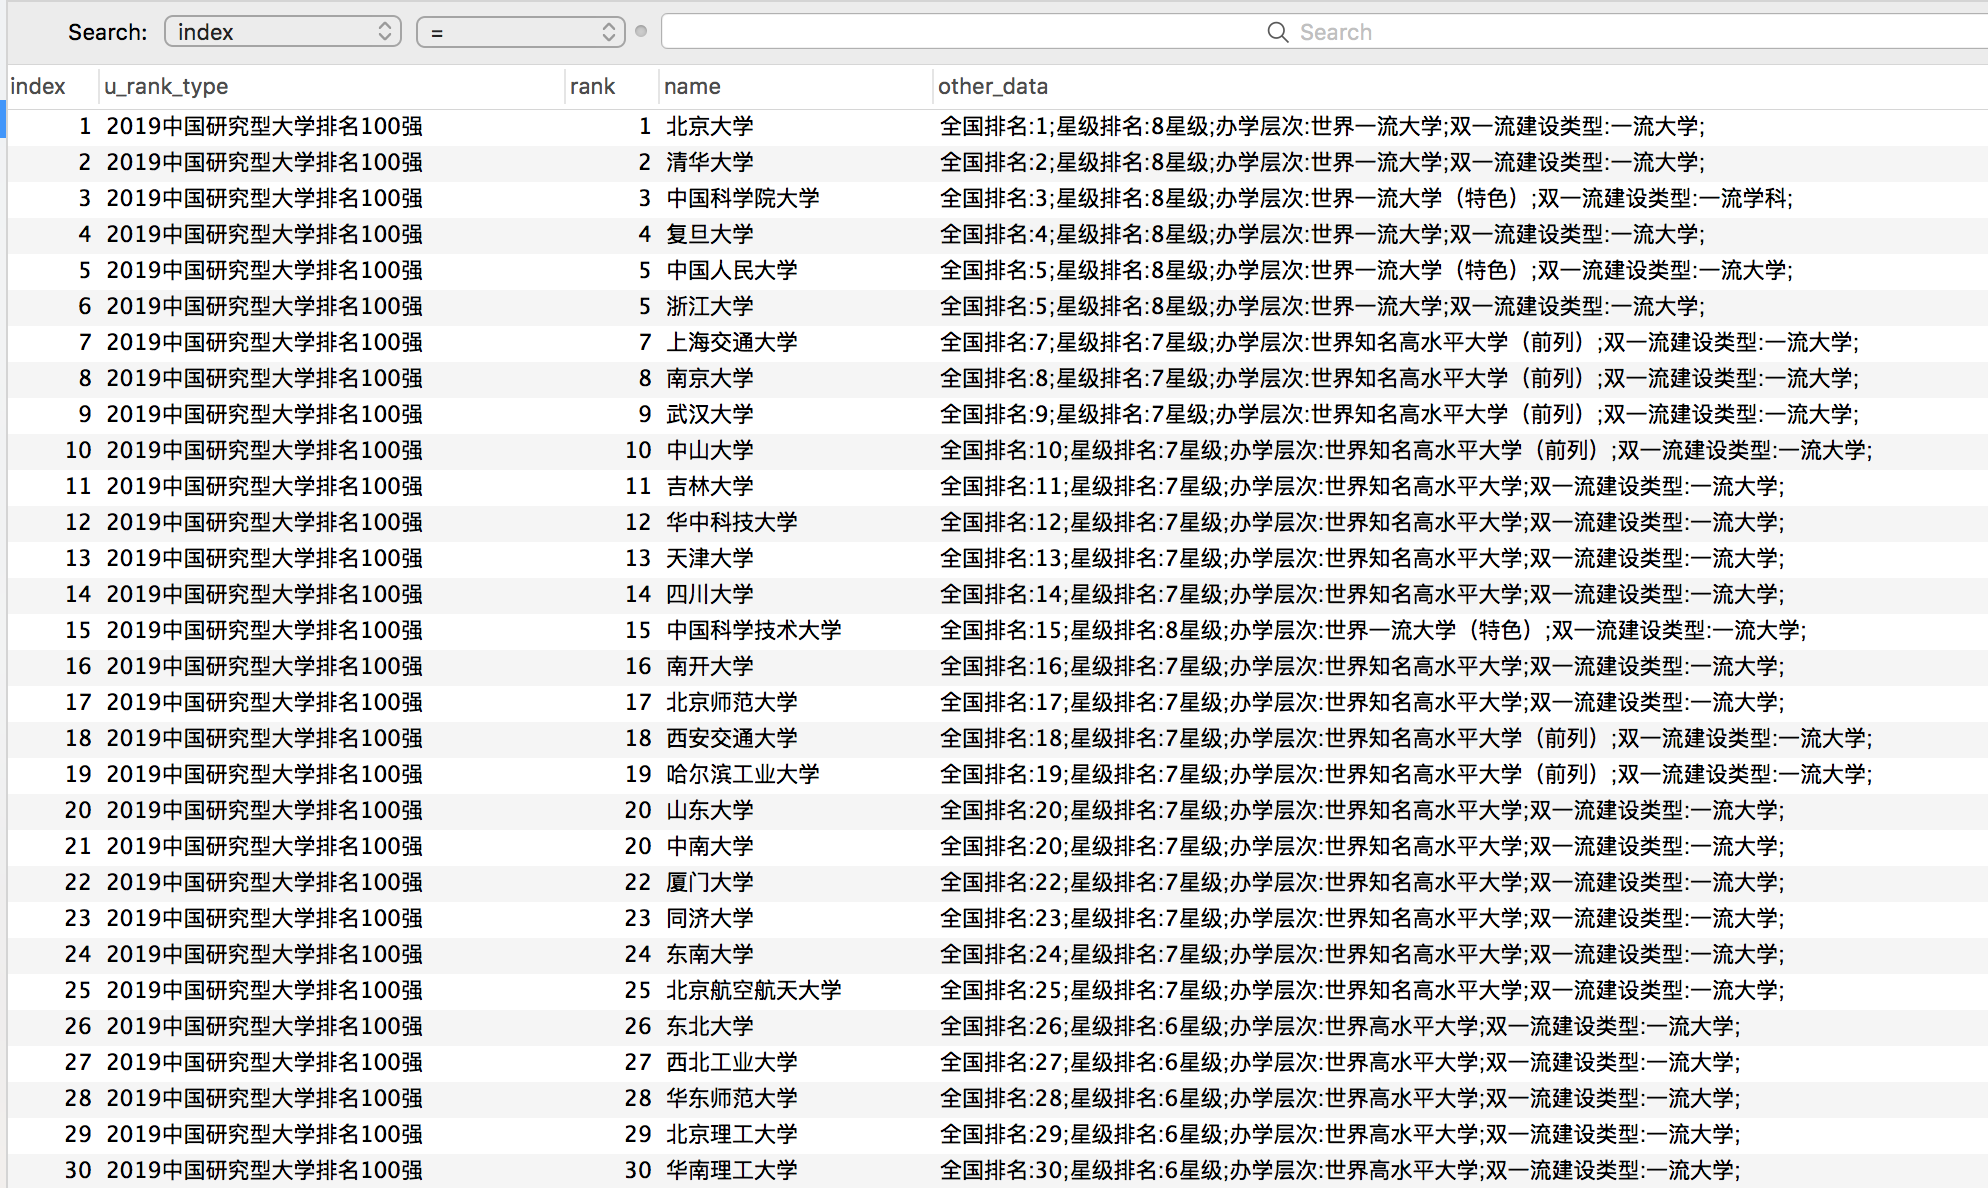 Search: index = Search
index u_rank_type rank name other_data
1 2019中国研究型大学排名100强 1 北京大学 全国排名:1;星级排名:8星级;办学层次:世界一流大学;双一流建设类型:一流大学;
2 2019中国研究型大学排名100强 2 清华大学 全国排名:2;星级排名:8星级;办学层次:世界一流大学;双一流建设类型:一流大学;
3 2019中国研究型大学排名100强 3 中国科学院大学 全国排名:3;星级排名:8星级;办学层次:世界一流大学（特色）;双一流建设类型:一流学科;
4 2019中国研究型大学排名100强 4 复旦大学 全国排名:4;星级排名:8星级;办学层次:世界一流大学;双一流建设类型:一流大学;
5 2019中国研究型大学排名100强 5 中国人民大学 全国排名:5;星级排名:8星级;办学层次:世界一流大学（特色）;双一流建设类型:一流大学;
6 2019中国研究型大学排名100强 5 浙江大学 全国排名:5;星级排名:8星级;办学层次:世界一流大学;双一流建设类型:一流大学;
7 2019中国研究型大学排名100强 7 上海交通大学 全国排名:7;星级排名:7星级;办学层次:世界知名高水平大学（前列）;双一流建设类型:一流大学;
8 2019中国研究型大学排名100强 8 南京大学 全国排名:8;星级排名:7星级;办学层次:世界知名高水平大学（前列）;双一流建设类型:一流大学;
9 2019中国研究型大学排名100强 9 武汉大学 全国排名:9;星级排名:7星级;办学层次:世界知名高水平大学（前列）;双一流建设类型:一流大学;
10 2019中国研究型大学排名100强 10 中山大学 全国排名:10;星级排名:7星级;办学层次:世界知名高水平大学（前列）;双一流建设类型:一流大学;
11 2019中国研究型大学排名100强 11 吉林大学 全国排名:11;星级排名:7星级;办学层次:世界知名高水平大学;双一流建设类型:一流大学;
12 2019中国研究型大学排名100强 12 华中科技大学 全国排名:12;星级排名:7星级;办学层次:世界知名高水平大学;双一流建设类型:一流大学;
13 2019中国研究型大学排名100强 13 天津大学 全国排名:13;星级排名:7星级;办学层次:世界知名高水平大学;双一流建设类型:一流大学;
14 2019中国研究型大学排名100强 14 四川大学 全国排名:14;星级排名:7星级;办学层次:世界知名高水平大学;双一流建设类型:一流大学;
15 2019中国研究型大学排名100强 15 中国科学技术大学 全国排名:15;星级排名:8星级;办学层次:世界一流大学（特色）;双一流建设类型:一流大学;
16 2019中国研究型大学排名100强 16 南开大学 全国排名:16;星级排名:7星级;办学层次:世界知名高水平大学;双一流建设类型:一流大学;
17 2019中国研究型大学排名100强 17 北京师范大学 全国排名:17;星级排名:7星级;办学层次:世界知名高水平大学;双一流建设类型:一流大学;
18 2019中国研究型大学排名100强 18 西安交通大学 全国排名:18;星级排名:7星级;办学层次:世界知名高水平大学（前列）;双一流建设类型:一流大学;
19 2019中国研究型大学排名100强 19 哈尔滨工业大学 全国排名:19;星级排名:7星级;办学层次:世界知名高水平大学（前列）;双一流建设类型:一流大学;
20 2019中国研究型大学排名100强 20 山东大学 全国排名:20;星级排名:7星级;办学层次:世界知名高水平大学;双一流建设类型:一流大学;
21 2019中国研究型大学排名100强 20 中南大学 全国排名:20;星级排名:7星级;办学层次:世界知名高水平大学;双一流建设类型:一流大学;
22 2019中国研究型大学排名100强 22 厦门大学 全国排名:22;星级排名:7星级;办学层次:世界知名高水平大学;双一流建设类型:一流大学;
23 2019中国研究型大学排名100强 23 同济大学 全国排名:23;星级排名:7星级;办学层次:世界知名高水平大学;双一流建设类型:一流大学;
24 2019中国研究型大学排名100强 24 东南大学 全国排名:24;星级排名:7星级;办学层次:世界知名高水平大学;双一流建设类型:一流大学;
25 2019中国研究型大学排名100强 25 北京航空航天大学 全国排名:25;星级排名:7星级;办学层次:世界知名高水平大学;双一流建设类型:一流大学;
26 2019中国研究型大学排名100强 26 东北大学 全国排名:26;星级排名:6星级;办学层次:世界高水平大学;双一流建设类型:一流大学;
27 2019中国研究型大学排名100强 27 西北工业大学 全国排名:27;星级排名:6星级;办学层次:世界高水平大学;双一流建设类型:一流大学;
28 2019中国研究型大学排名100强 28 华东师范大学 全国排名:28;星级排名:6星级;办学层次:世界高水平大学;双一流建设类型:一流大学;
29 2019中国研究型大学排名100强 29 北京理工大学 全国排名:29;星级排名:6星级;办学层次:世界高水平大学;双一流建设类型:一流大学;
30 2019中国研究型大学排名100强 30 华南理工大学 全国排名:30;星级排名:6星级;办学层次:世界高水平大学;双一流建设类型:一流大学;